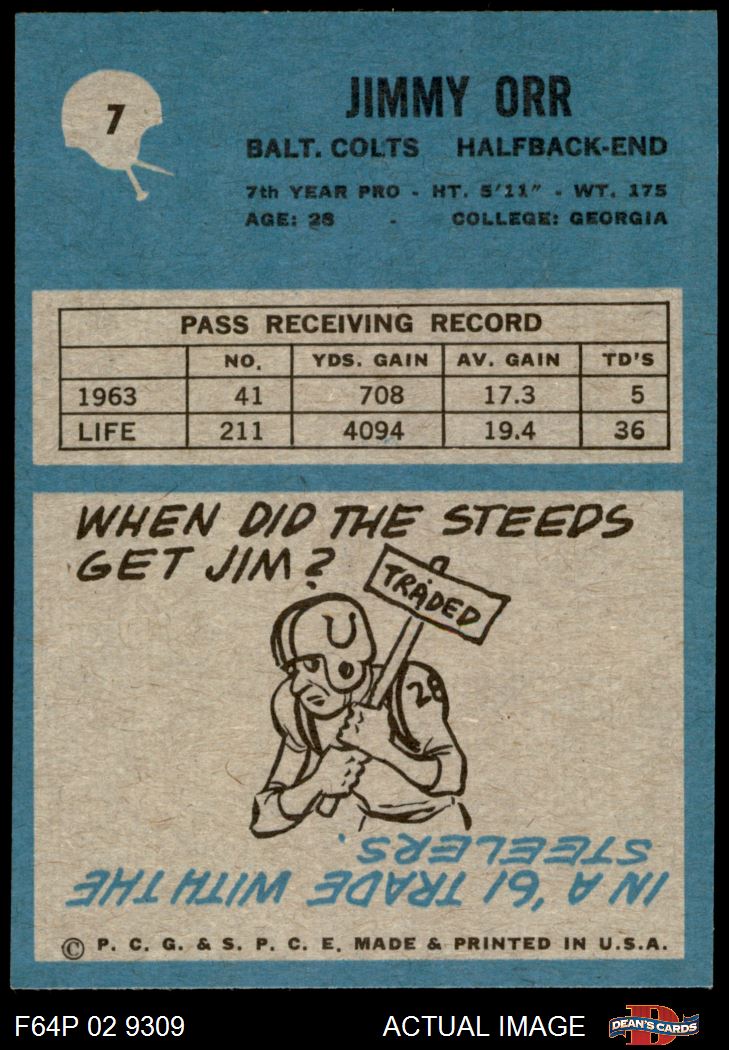 7
JIMMY ORR
BALT. COLTS HALFBACK-END
7th YEAR PRO - HT. 5'11" - WT. 175
AGE: 28 - COLLEGE: GEORGIA
PASS RECEIVING RECORD
NO. YDS. GAIN AV. GAIN TD'S
1963 41 708 17.3 5
LIFE 211 4094 19.4 36
WHEN DID THE STEEDS
GET JIM?
TRADED
28
IN A '61 TRADE WITH THE
STEELERS.
© P. C. G. & S. P. C. E. MADE & PRINTED IN U.S.A.
F64P 02 9309 ACTUAL IMAGE D DEAN'S CARDS